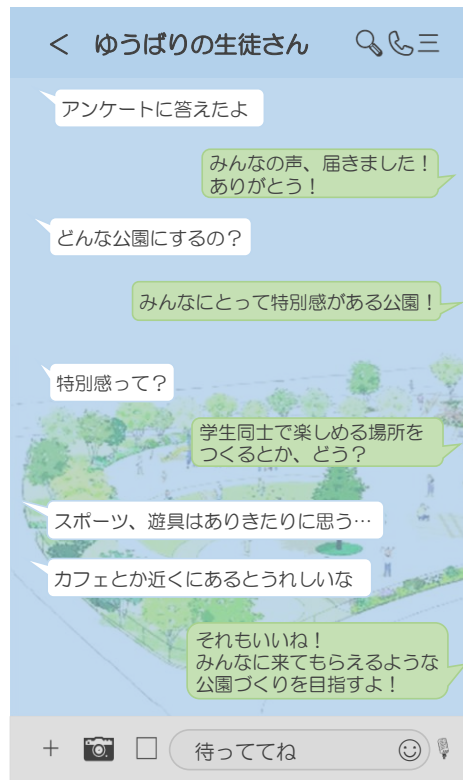 < ゆうばりの生徒さん
アンケートに答えたよ
みんなの声、届きました！
ありがとう！
どんな公園にするの？
みんなにとって特別感がある公園！
特別感って？
学生同士で楽しめる場所を
つくるとか、どう？
スポーツ、遊具はありきたりに思う…
カフェとか近くにあるとうれしいな
それもいいね！
みんなに来てもらえるような
公園づくりを目指すよ！
待っててね